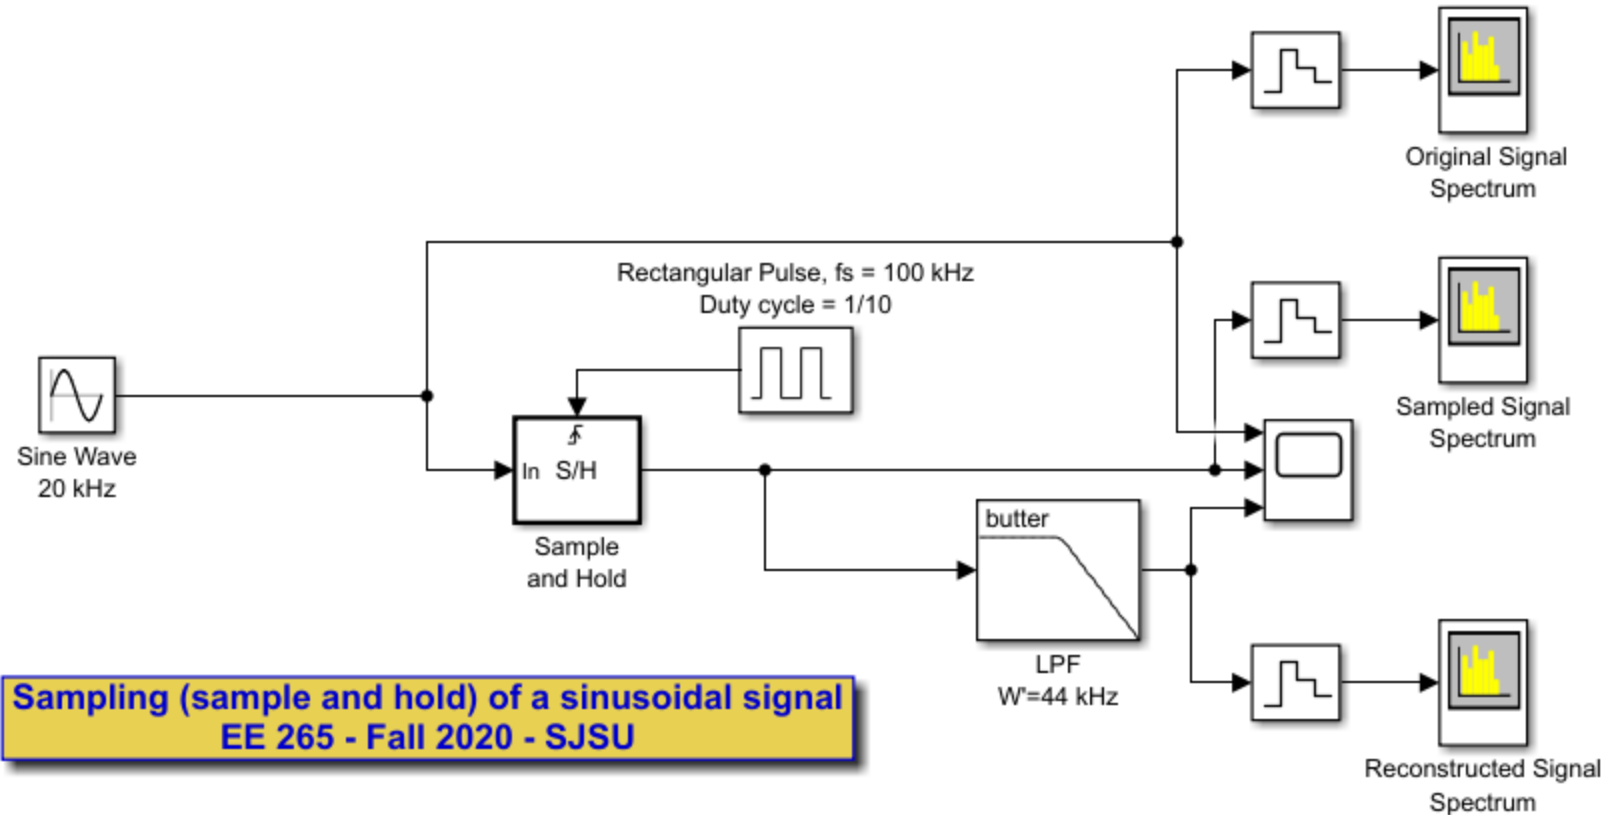 Original Signal
Spectrum
Rectangular Pulse, fs = 100 kHz
Duty cycle = 1/10
Sine Wave
20 kHz
In S/H
Sample
and Hold
Sampled Signal
Spectrum
butter
LPF
W'=44 kHz
Sampling (sample and hold) of a sinusoidal signal
EE 265 - Fall 2020 - SJSU
Reconstructed Signal
Spectrum